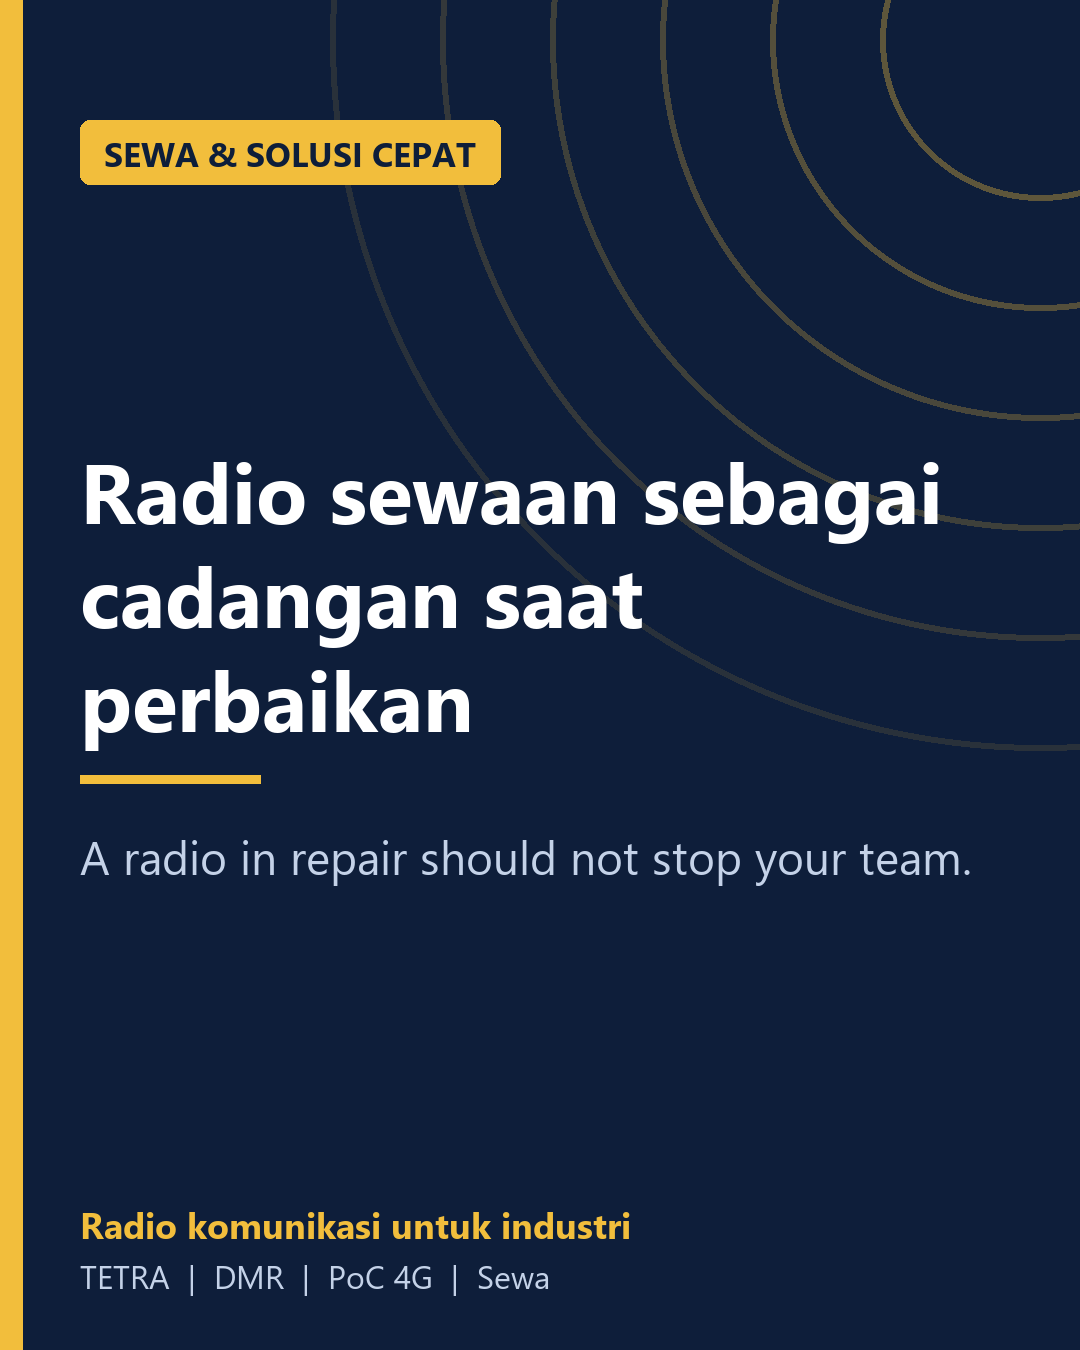 SEWA & SOLUSI CEPAT
Radio sewaan sebagai
cadangan saat
perbaikan
A radio in repair should not stop your team.
Radio komunikasi untuk industri
TETRA | DMR | PoC 4G | Sewa